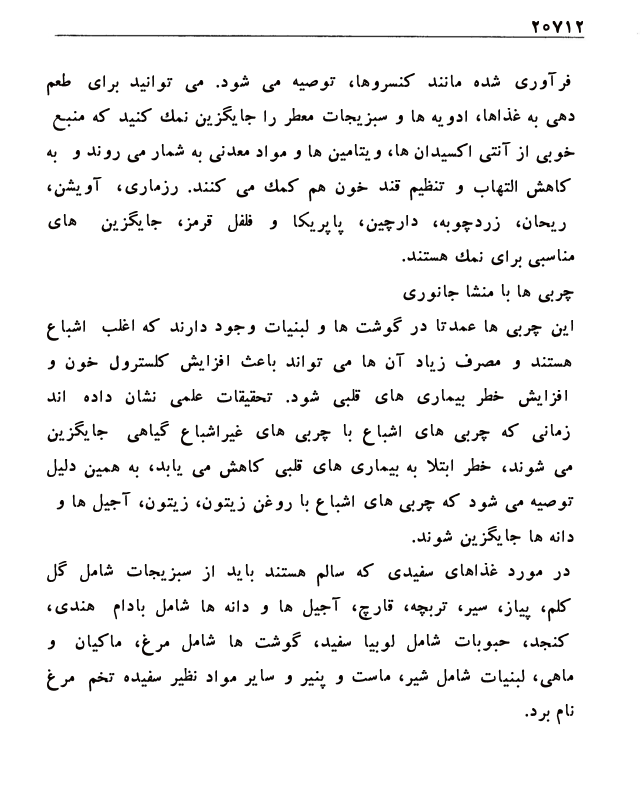 ۲۰۷۱۲
فرآوری شده مانند کنسروها، توصیه می شود. می توانید برای طعم
دهی به غذاها، ادویه ها و سبزیجات معطر را جایگزین نمك کنید که منبع
خوبی از آنتی اکسیدان ها، ویتامین ها و مواد معدنی به شمار می روند و به
کاهش التهاب و تنظیم قند خون هم کمك می کنند. رزماری، آویشن،
ریحان، زردچوبه، دارچین، پاپریکا و فلفل قرمز، جایگزین های
مناسبی برای نمك هستند.
چربی ها با منشا جانوری
این چربی ها عمدتا در گوشت ها و لبنیات وجود دارند که اغلب اشباع
هستند و مصرف زیاد آن ها می تواند باعث افزایش کلسترول خون و
افزایش خطر بیماری های قلبی شود. تحقیقات علمی نشان داده اند
زمانی که چربی های اشباع با چربی های غیراشباع گیاهی جایگزین
می شوند، خطر ابتلا به بیماری های قلبی کاهش می یابد، به همین دلیل
توصیه می شود که چربی های اشباع با روغن زیتون، زیتون، آجیل ها و
دانه ها جایگزین شوند.
در مورد غذاهای سفیدی که سالم هستند باید از سبزیجات شامل گل
کلم، پیاز، سیر، تربچه، قارچ، آجیل ها و دانه ها شامل بادام هندی،
کنجد، حبوبات شامل لوبیا سفید، گوشت ها شامل مرغ، ماکیان و
ماهی، لبنیات شامل شیر، ماست و پنیر و سایر مواد نظیر سفیده تخم مرغ
نام برد.